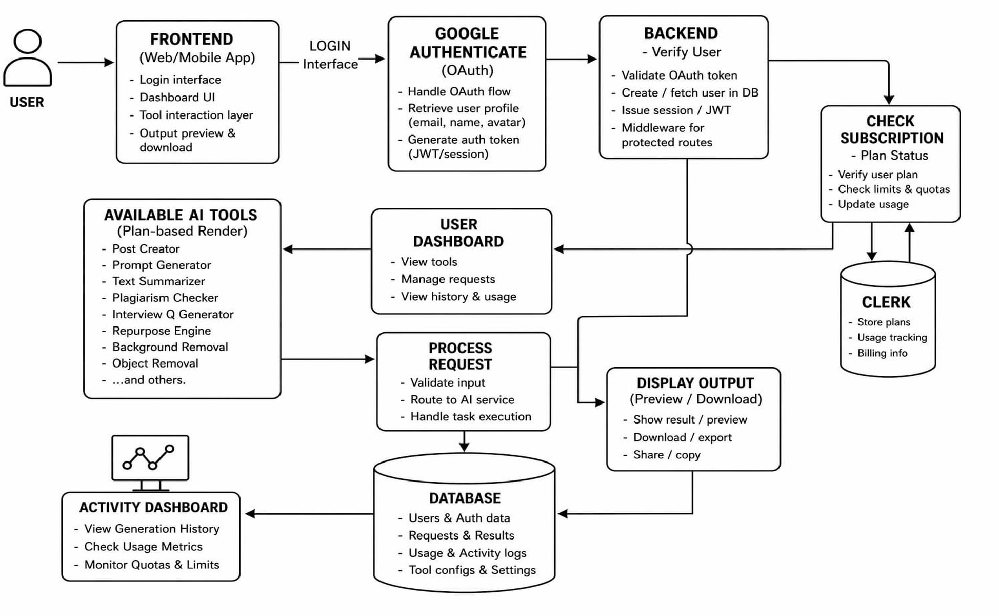 USER
FRONTEND
(Web/Mobile App)
- Login interface
- Dashboard UI
- Tool interaction layer
- Output preview &
download
LOGIN
Interface
GOOGLE
AUTHENTICATE
(OAuth)
- Handle OAuth flow
- Retrieve user profile
(email, name, avatar)
- Generate auth token
(JWT/session)
BACKEND
- Verify User
- Validate OAuth token
- Create / fetch user in DB
- Issue session / JWT
- Middleware for
protected routes
CHECK
SUBSCRIPTION
- Plan Status
- Verify user plan
- Check limits & quotas
- Update usage
CLERK
- Store plans
- Usage tracking
- Billing info
USER
DASHBOARD
- View tools
- Manage requests
- View history & usage
AVAILABLE AI TOOLS
(Plan-based Render)
- Post Creator
- Prompt Generator
- Text Summarizer
- Plagiarism Checker
- Interview Q Generator
- Repurpose Engine
- Background Removal
- Object Removal
- ...and others.
PROCESS
REQUEST
- Validate input
- Route to AI service
- Handle task execution
DISPLAY OUTPUT
(Preview / Download)
- Show result / preview
- Download / export
- Share / copy
DATABASE
- Users & Auth data
- Requests & Results
- Usage & Activity logs
- Tool configs & Settings
ACTIVITY DASHBOARD
- View Generation History
- Check Usage Metrics
- Monitor Quotas & Limits